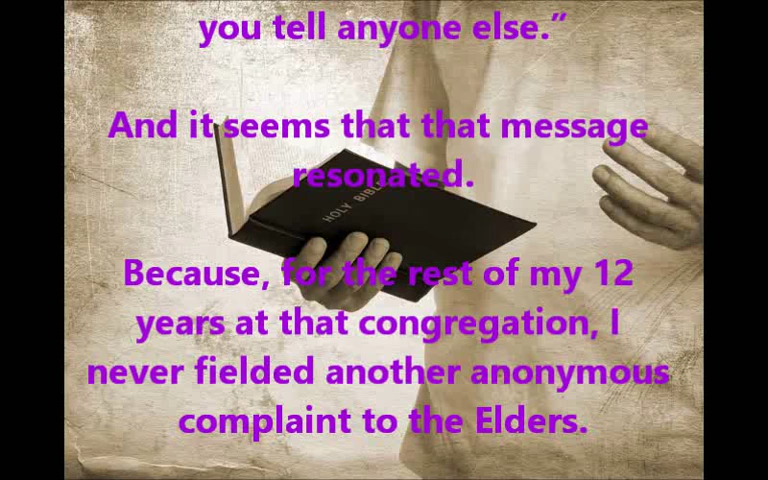 you tell anyone else.”
And it seems that that message
resonated.
HOLY BIBLE
Because, for the rest of my 12
years at that congregation, I
never fielded another anonymous
complaint to the Elders.